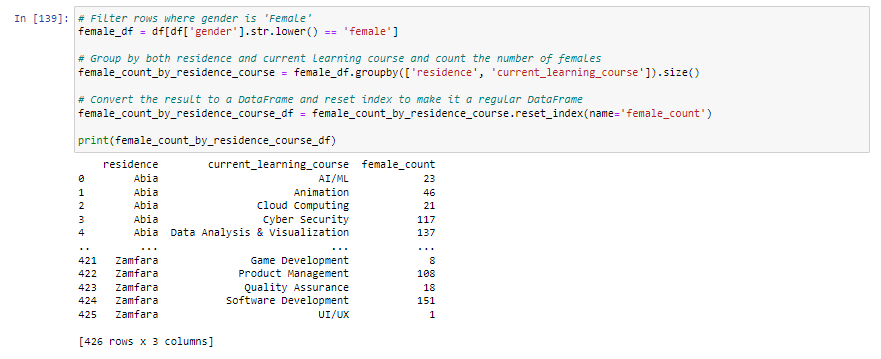 In [139]: # Filter rows where gender is 'Female'
female_df = df[df['gender'].str.lower() == 'female']
# Group by both residence and current learning course and count the number of females
female_count_by_residence_course = female_df.groupby(['residence', 'current_learning_course']).size()
# Convert the result to a DataFrame and reset index to make it a regular DataFrame
female_count_by_residence_course_df = female_count_by_residence_course.reset_index(name='female_count')
print(female_count_by_residence_course_df)
residence current_learning_course female_count
0 Abia AI/ML 23
1 Abia Animation 46
2 Abia Cloud Computing 21
3 Abia Cyber Security 117
4 Abia Data Analysis & Visualization 137
.. ... ... ...
421 Zamfara Game Development 8
422 Zamfara Product Management 108
423 Zamfara Quality Assurance 18
424 Zamfara Software Development 151
425 Zamfara UI/UX 1
[426 rows x 3 columns]